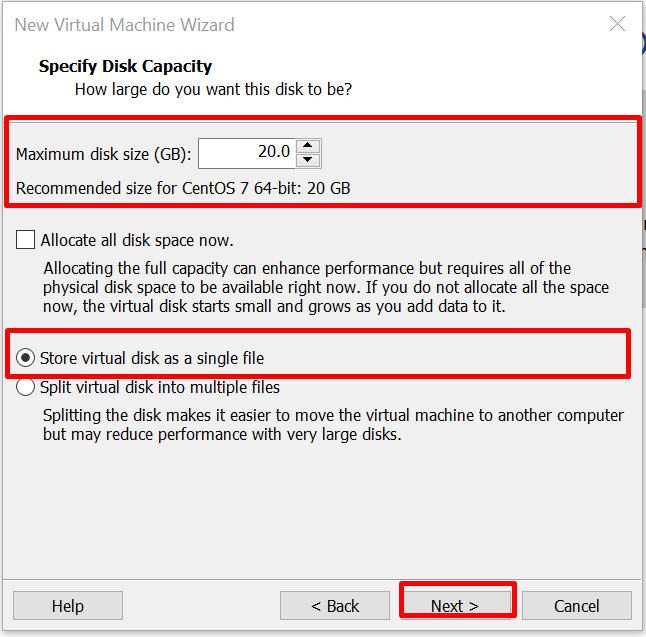 New Virtual Machine Wizard
Specify Disk Capacity
How large do you want this disk to be?
Maximum disk size (GB): 20.0
Recommended size for CentOS 7 64-bit: 20 GB
Allocate all disk space now.
Allocating the full capacity can enhance performance but requires all of the
physical disk space to be available right now. If you do not allocate all the space
now, the virtual disk starts small and grows as you add data to it.
Store virtual disk as a single file
Split virtual disk into multiple files
Splitting the disk makes it easier to move the virtual machine to another computer
but may reduce performance with very large disks.
Help < Back Next > Cancel